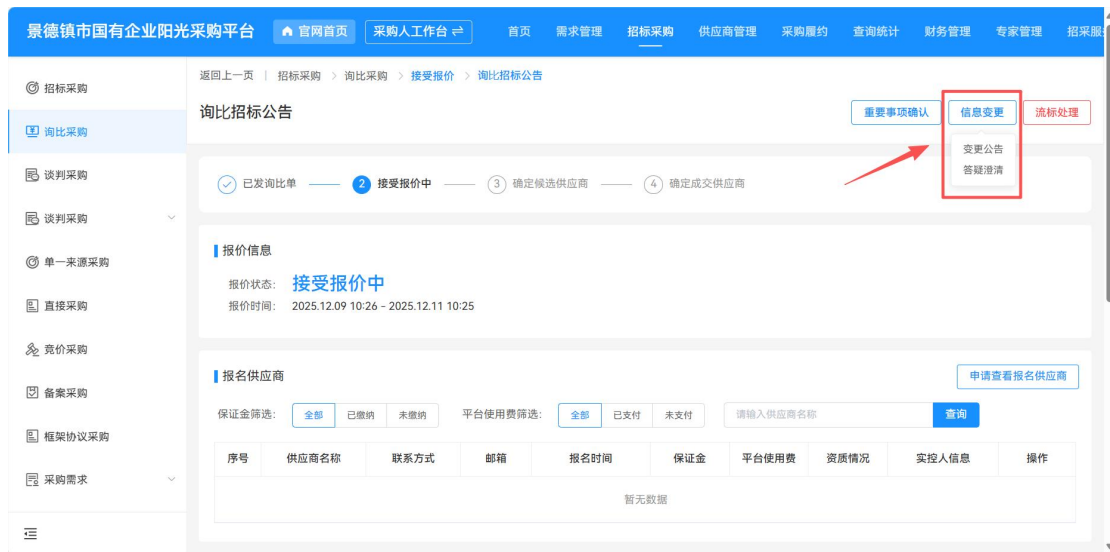 景德镇市国有企业阳光采购平台 官网首页 采购人工作台 首页 需求管理 招标采购 供应商管理 采购履约 查询统计 财务管理 专家管理 招采服
招标采购
询比采购
谈判采购
谈判采购
单一来源采购
直接采购
竞价采购
备案采购
框架协议采购
采购需求
返回上一页 | 招标采购 > 询比采购 > 接受报价 > 询比招标公告
询比招标公告
重要事项确认 信息变更 流标处理
变更公告
答疑澄清
已发询比单 2 接受报价中 3 确定候选供应商 4 确定成交供应商
报价信息
报价状态: 接受报价中
报价时间: 2025.12.09 10:26 - 2025.12.11 10:25
报名供应商
申请查看报名供应商
保证金筛选: 全部 已缴纳 未缴纳 平台使用费筛选: 全部 已支付 未支付 请输入供应商名称 查询
序号 供应商名称 联系方式 邮箱 报名时间 保证金 平台使用费 资质情况 实控人信息 操作
暂无数据